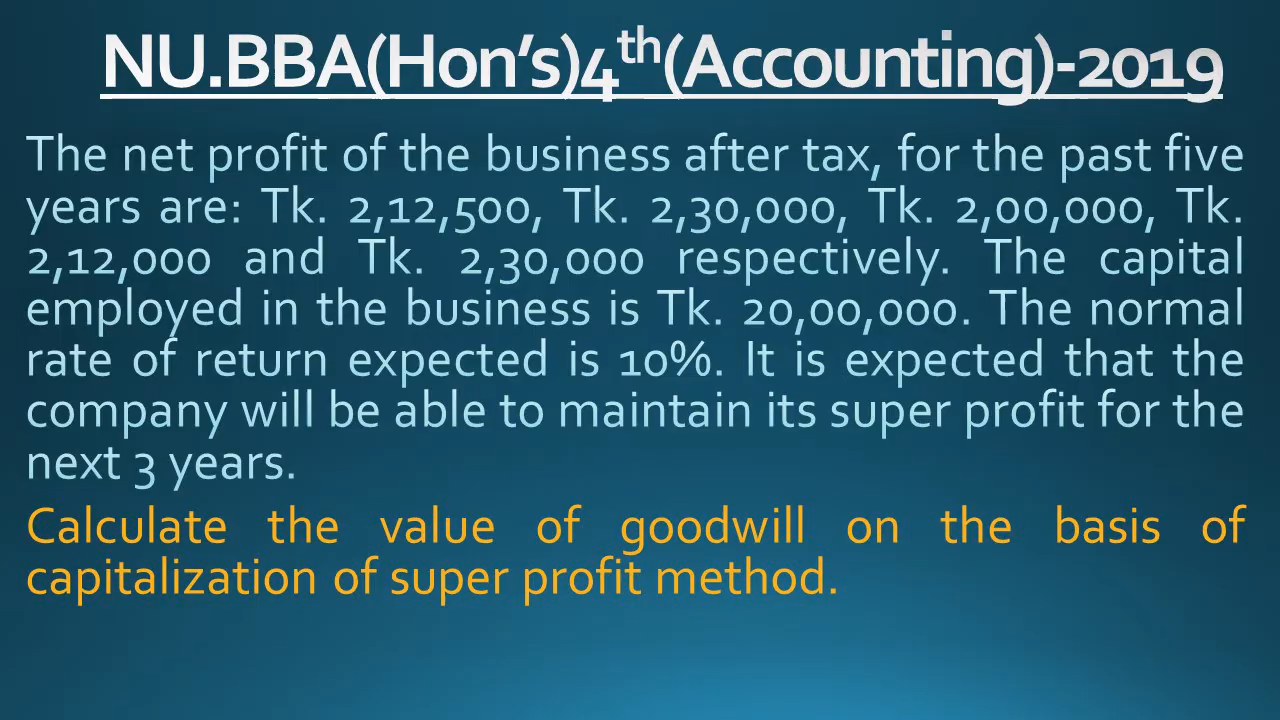 NU.BBA(Hon’s)4th(Accounting)-2019
The net profit of the business after tax, for the past five
years are: Tk. 2,12,500, Tk. 2,30,000, Tk. 2,00,000, Tk.
2,12,000 and Tk. 2,30,000 respectively. The capital
employed in the business is Tk. 20,00,000. The normal
rate of return expected is 10%. It is expected that the
company will be able to maintain its super profit for the
next 3 years.
Calculate the value of goodwill on the basis of
capitalization of super profit method.